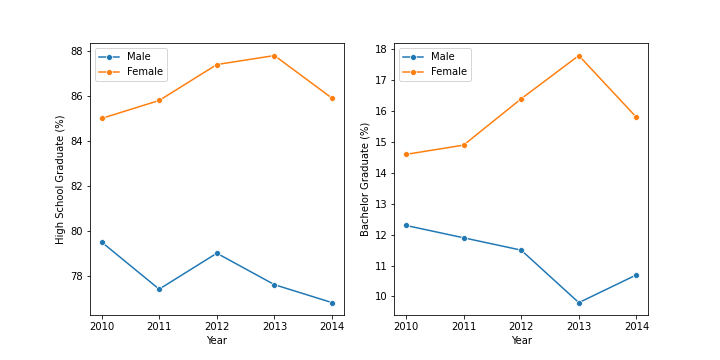 Male
Female
High School Graduate (%)
88
86
84
82
80
78
2010 2011 2012 2013 2014
Year
Male
Female
Bachelor Graduate (%)
18
17
16
15
14
13
12
11
10
2010 2011 2012 2013 2014
Year